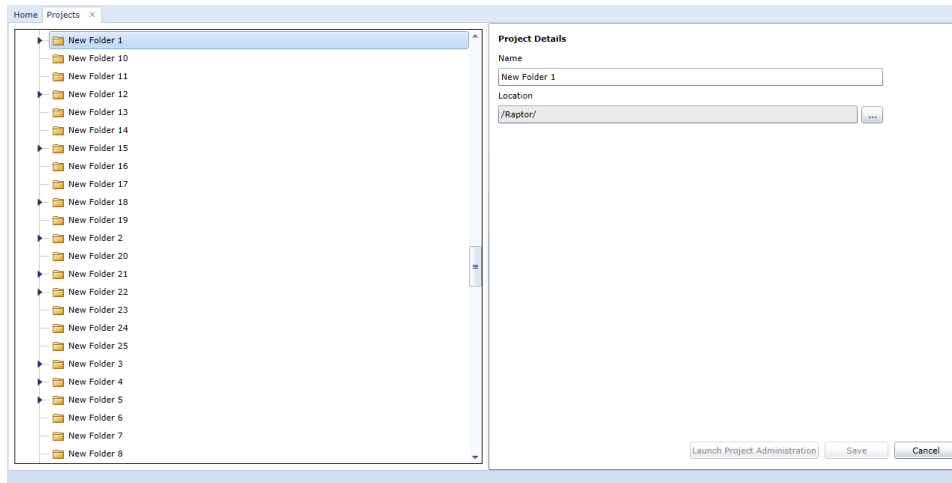 Home Projects
New Folder 1
New Folder 10
New Folder 11
New Folder 12
New Folder 13
New Folder 14
New Folder 15
New Folder 16
New Folder 17
New Folder 18
New Folder 19
New Folder 2
New Folder 20
New Folder 21
New Folder 22
New Folder 23
New Folder 24
New Folder 25
New Folder 3
New Folder 4
New Folder 5
New Folder 6
New Folder 7
New Folder 8
Project Details
Name
New Folder 1
Location
/Raptor/
...
Launch Project Administration Save Cancel